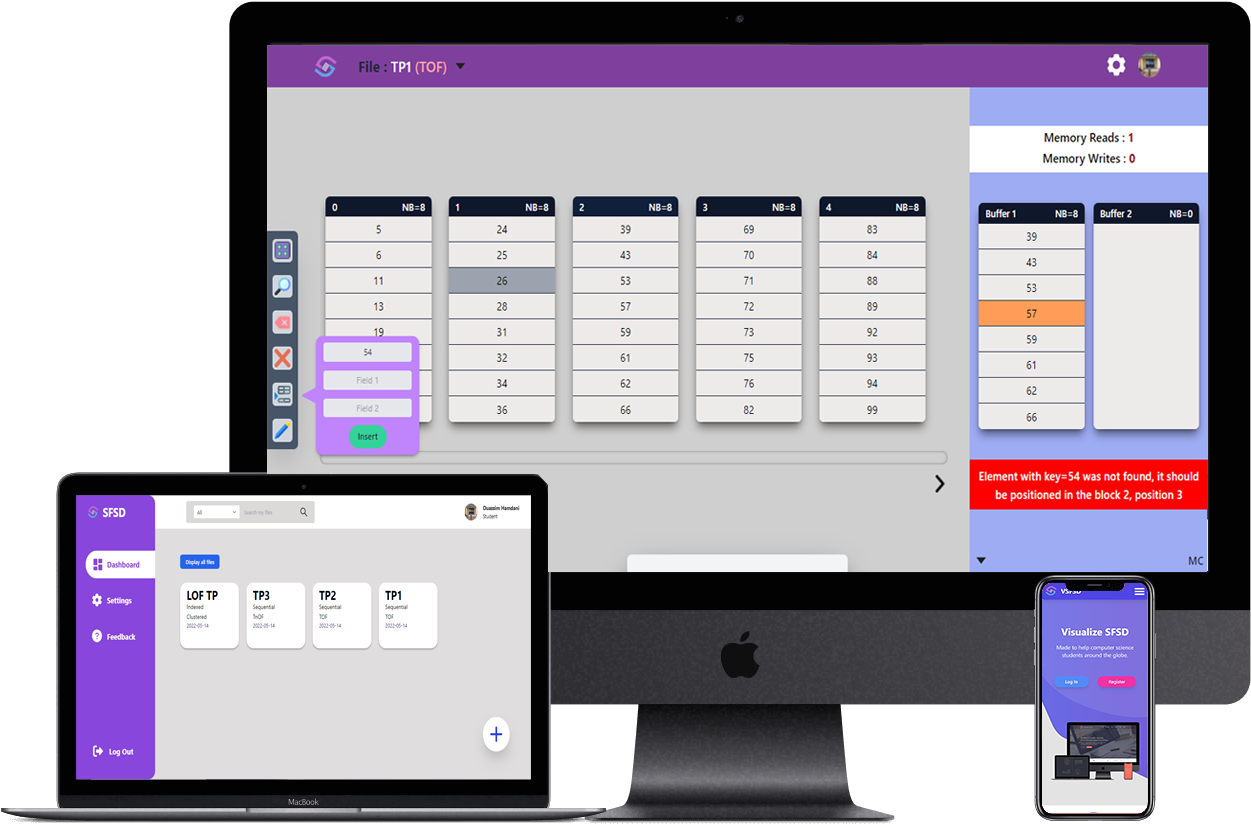 File : TP1 (TOF)
Memory Reads : 1
Memory Writes : 0
0 NB=8
5
6
11
13
19
1 NB=8
24
25
26
28
31
32
34
36
2 NB=8
39
43
53
57
59
61
62
66
3 NB=8
69
70
71
72
73
75
76
82
4 NB=8
83
84
88
89
92
93
94
99
54
Field 1
Field 2
Insert
Buffer 1 NB=8
39
43
53
57
59
61
62
66
Buffer 2 NB=0
Element with key=54 was not found, it should
be positioned in the block 2, position 3
MC
SFSD
Dashboard
Settings
Feedback
Log Out
All
Search my files
Ouassim Hamdani
Student
Display all files
LOF TP
Indexed
Clustered
2022-05-14
TP3
Sequential
TnOF
2022-05-14
TP2
Sequential
TOF
2022-05-14
TP1
Sequential
TOF
2022-05-14
MacBook
VSFSD
Visualize SFSD
Made to help computer science
students around the globe.
Log In
Register